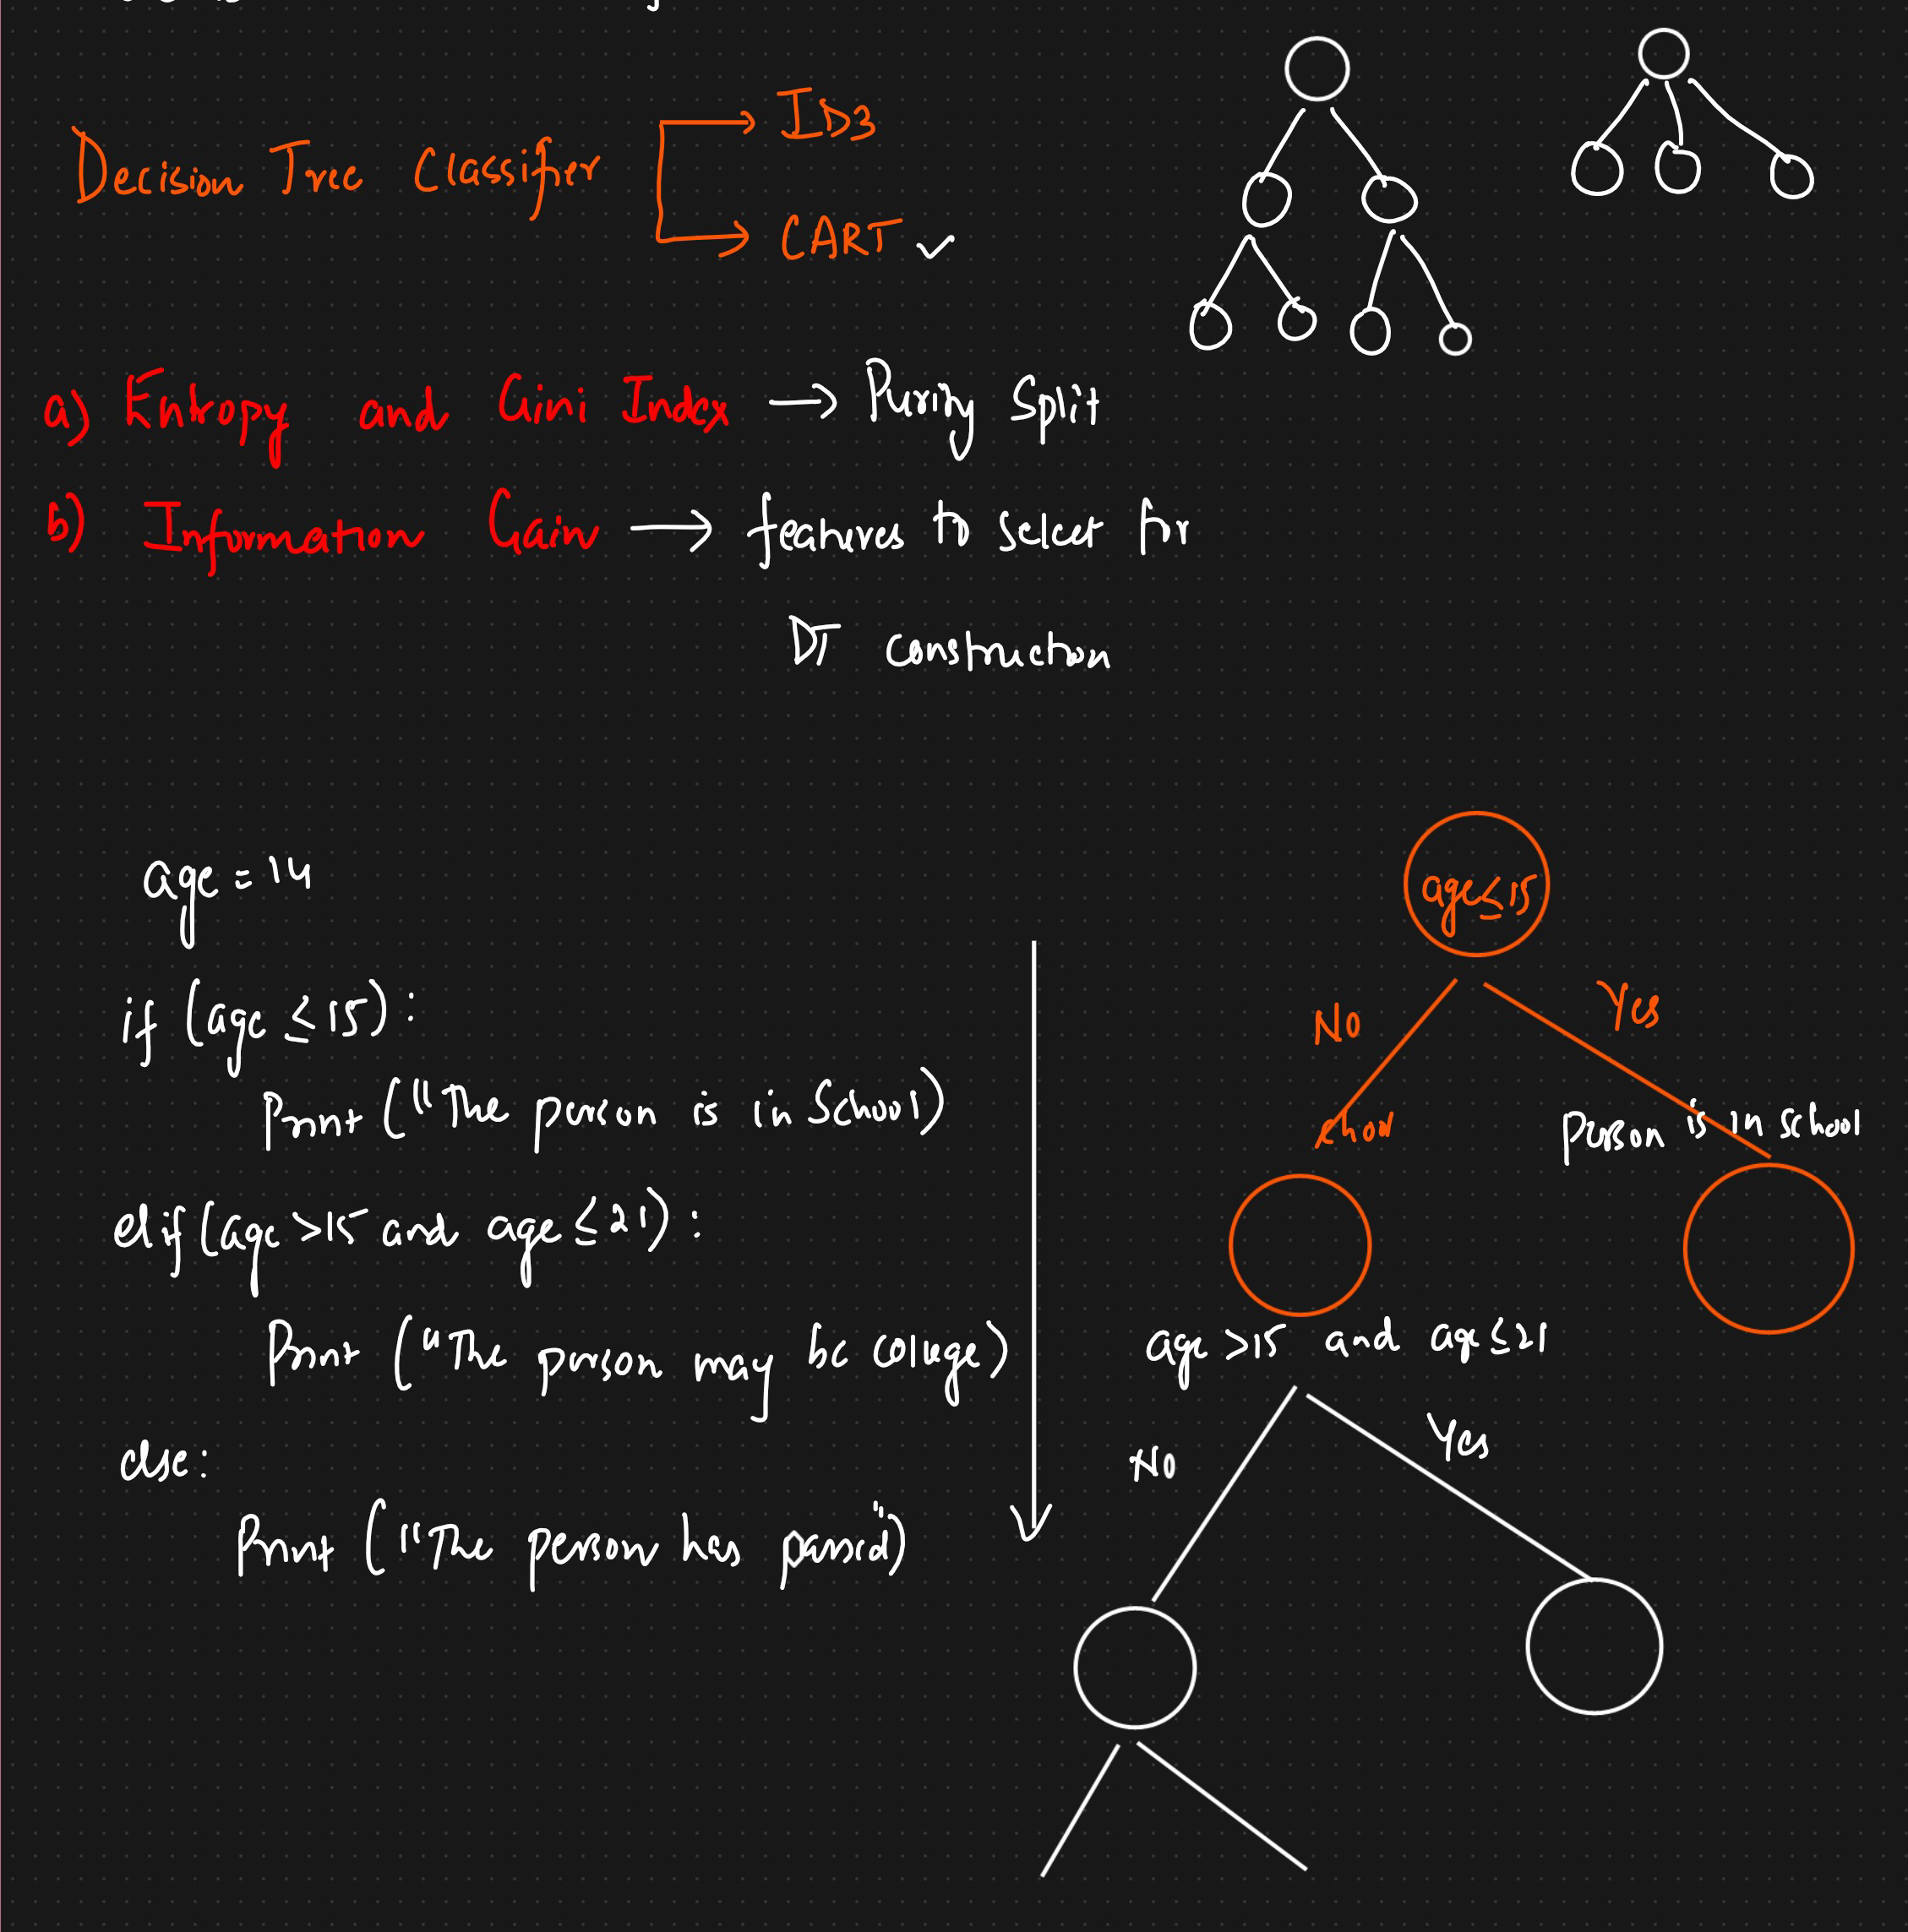 Decision Tree Classifier
ID3
CART ✓
a) Entropy and Gini Index → Purity Split
b) Information Gain → features to select for
DT construction
age = 14
if (age ≤ 15):
Print ("The person is in School)
elif (age >15 and age ≤ 21):
Print ("The person may be college)
else:
Print ("The person has passed")
age ≤ 15
No
Yes
Person is in school
age >15 and age ≤ 21
No
Yes